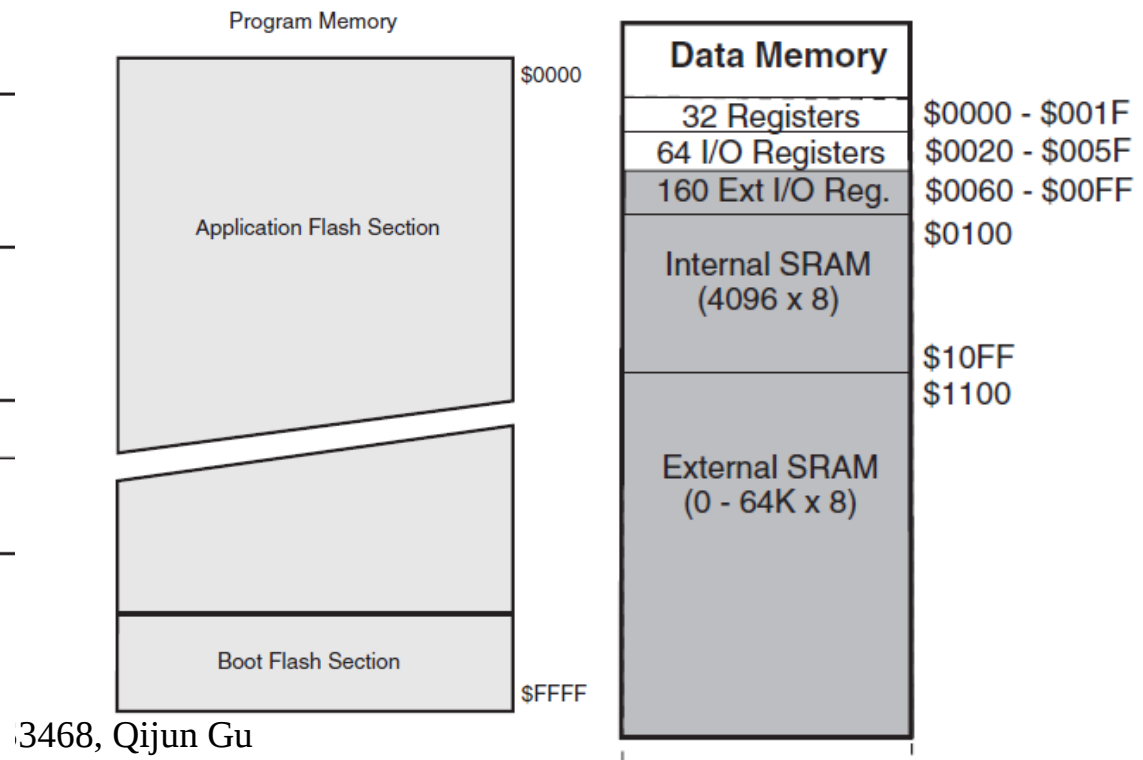 Program Memory
$0000
Application Flash Section
Boot Flash Section
$FFFF
Data Memory
32 Registers $0000 - $001F
64 I/O Registers $0020 - $005F
160 Ext I/O Reg. $0060 - $00FF
$0100
Internal SRAM
(4096 x 8)
$10FF
$1100
External SRAM
(0 - 64K x 8)
3468, Qijun Gu